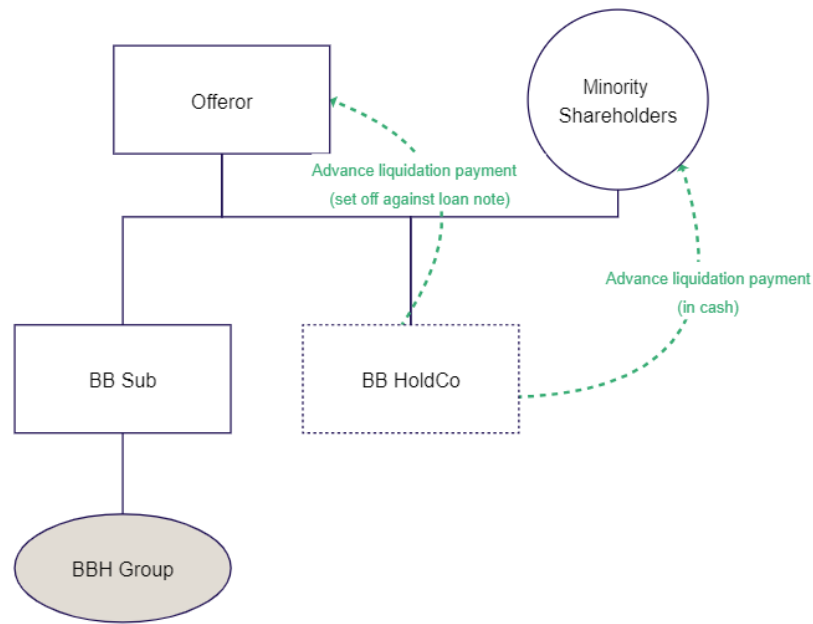 Offeror
Minority
Shareholders
Advance liquidation payment
(set off against loan note)
Advance liquidation payment
(in cash)
BB Sub
BB HoldCo
BBH Group